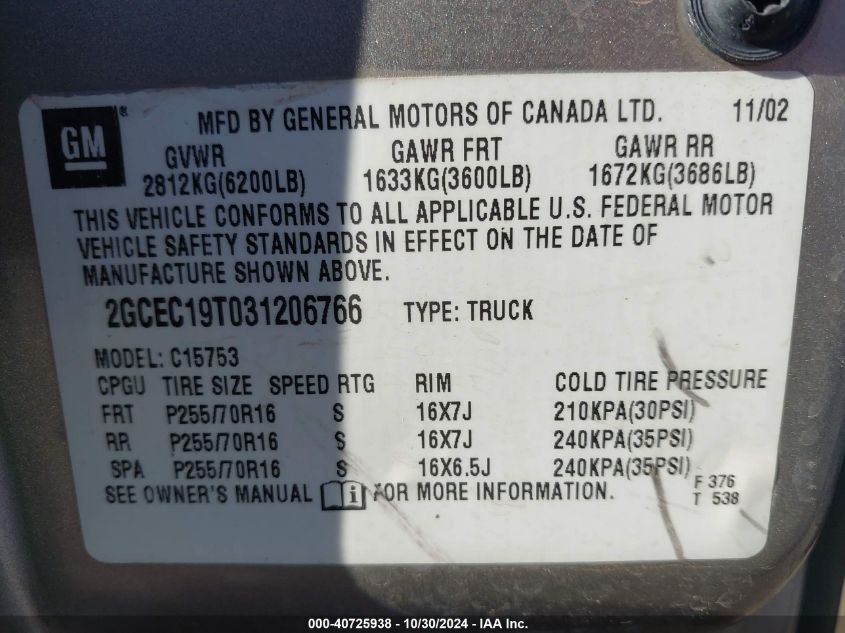 GM® MFD BY GENERAL MOTORS OF CANADA LTD. 11/02
GVWR GAWR FRT GAWR RR
2812KG(6200LB) 1633KG(3600LB) 1672KG(3686LB)
THIS VEHICLE CONFORMS TO ALL APPLICABLE U.S. FEDERAL MOTOR
VEHICLE SAFETY STANDARDS IN EFFECT ON THE DATE OF
MANUFACTURE SHOWN ABOVE.
2GCEC19T031206766 TYPE: TRUCK
MODEL: C15753
CPGU TIRE SIZE SPEED RTG RIM COLD TIRE PRESSURE
FRT P255/70R16 S 16X7J 210KPA(30PSI)
RR P255/70R16 S 16X7J 240KPA(35PSI)
SPA P255/70R16 S 16X6.5J 240KPA(35PSI)
SEE OWNER'S MANUAL i FOR MORE INFORMATION.
F 376
T 538
000-40725938 - 10/30/2024 - IAA Inc.